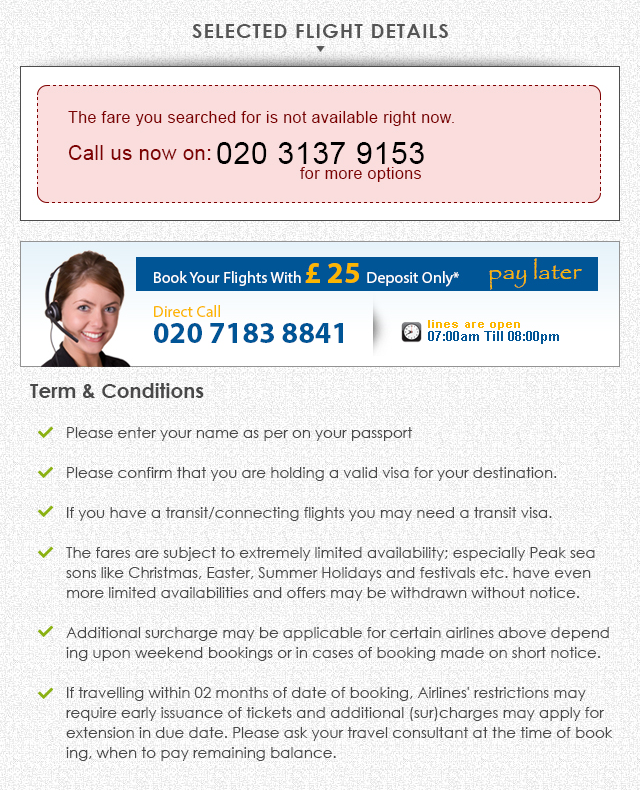 SELECTED FLIGHT DETAILS
The fare you searched for is not available right now.
Call us now on: 020 3137 9153
for more options
Book Your Flights With £ 25 Deposit Only* pay later
Direct Call
020 7183 8841
lines are open
07:00am Till 08:00pm
Term & Conditions
Please enter your name as per on your passport
Please confirm that you are holding a valid visa for your destination.
If you have a transit/connecting flights you may need a transit visa.
The fares are subject to extremely limited availability; especially Peak sea
sons like Christmas, Easter, Summer Holidays and festivals etc. have even
more limited availabilities and offers may be withdrawn without notice.
Additional surcharge may be applicable for certain airlines above depend
ing upon weekend bookings or in cases of booking made on short notice.
If travelling within 02 months of date of booking, Airlines' restrictions may
require early issuance of tickets and additional (sur)charges may apply for
extension in due date. Please ask your travel consultant at the time of book
ing, when to pay remaining balance.